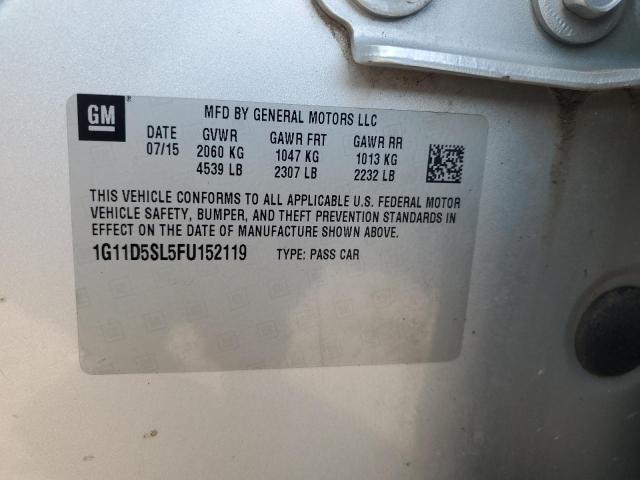 GM
MFD BY GENERAL MOTORS LLC
DATE GVWR GAWR FRT GAWR RR
07/15 2060 KG 1047 KG 1013 KG
4539 LB 2307 LB 2232 LB
THIS VEHICLE CONFORMS TO ALL APPLICABLE U.S. FEDERAL MOTOR
VEHICLE SAFETY, BUMPER, AND THEFT PREVENTION STANDARDS IN
EFFECT ON THE DATE OF MANUFACTURE SHOWN ABOVE.
1G11D5SL5FU152119 TYPE: PASS CAR